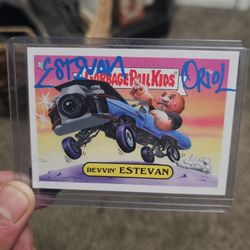 ESTEVAN ORIOL
GARBAGE PAIL KIDS
REVVIN' ESTEVAN